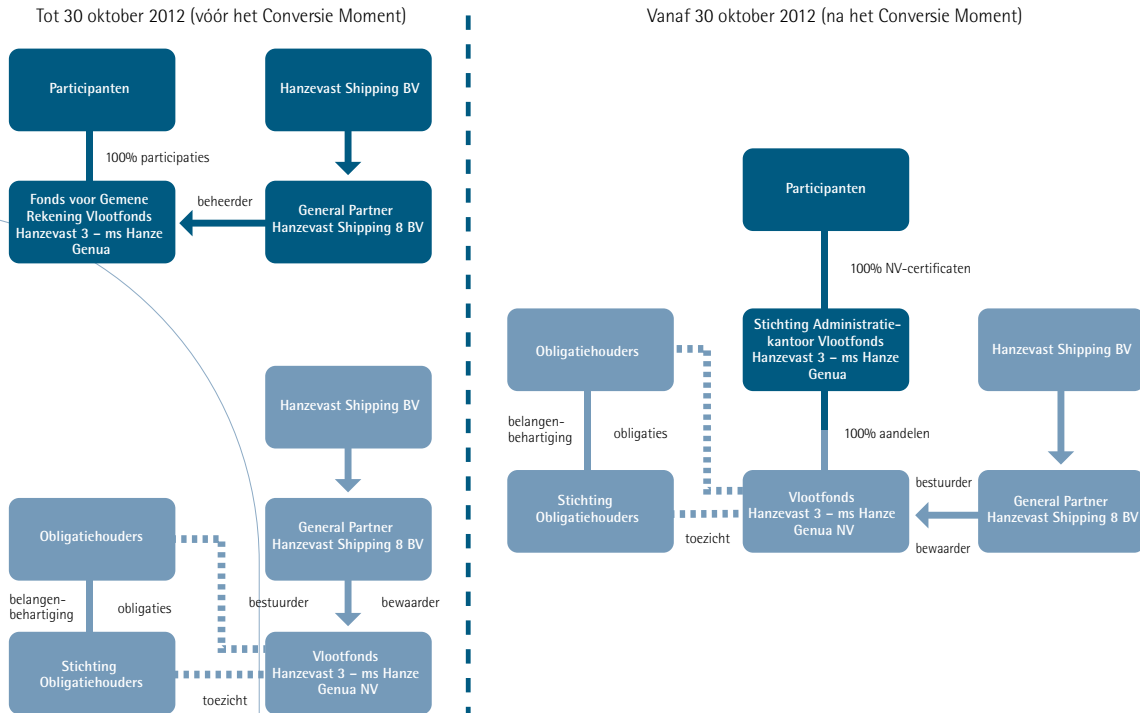 Tot 30 oktober 2012 (vóór het Conversie Moment)
Participanten
Hanzevast Shipping BV
100% participaties
Fonds voor Gemene
Rekening Vlootfonds
Hanzevast 3 – ms Hanze
Genua
beheerder
General Partner
Hanzevast Shipping 8 BV
Hanzevast Shipping BV
Obligatiehouders
General Partner
Hanzevast Shipping 8 BV
belangen-
behartiging
obligaties
bestuurder
bewaarder
Stichting
Obligatiehouders
toezicht
Vlootfonds
Hanzevast 3 – ms Hanze
Genua NV
Vanaf 30 oktober 2012 (na het Conversie Moment)
Participanten
100% NV-certificaten
Obligatiehouders
Stichting Administratie-
kantoor Vlootfonds
Hanzevast 3 – ms Hanze
Genua
Hanzevast Shipping BV
belangen-
behartiging
obligaties
100% aandelen
Stichting
Obligatiehouders
toezicht
Vlootfonds
Hanzevast 3 – ms Hanze
Genua NV
bestuurder
bewaarder
General Partner
Hanzevast Shipping 8 BV